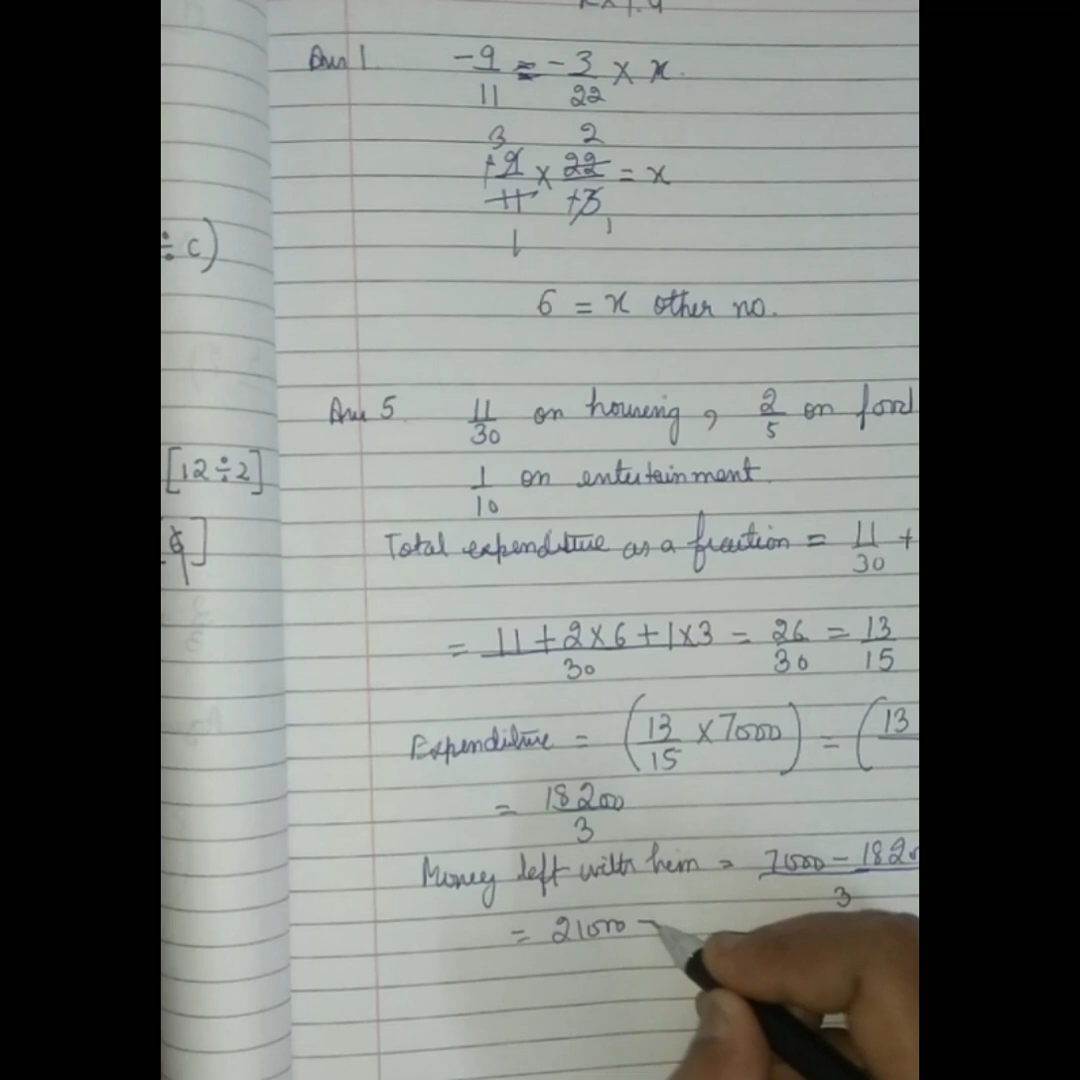 Ans 1. -9/11 = -3/22 × x.
3 2
+9/11 × 22/+3 = x
1 1
÷ c)
6 = x other no.
Ans 5. 11/30 on housing, 2/5 on food
[12÷2]
1/10 on entertainment.
Total expenditure as a fraction = 11/30 +
= 11+2×6+1×3/30 = 26/30 = 13/15
Expenditure = (13/15 × 7000) = (13
= 18200/3
Money left with him = 7000 - 182/3
= 21000 -